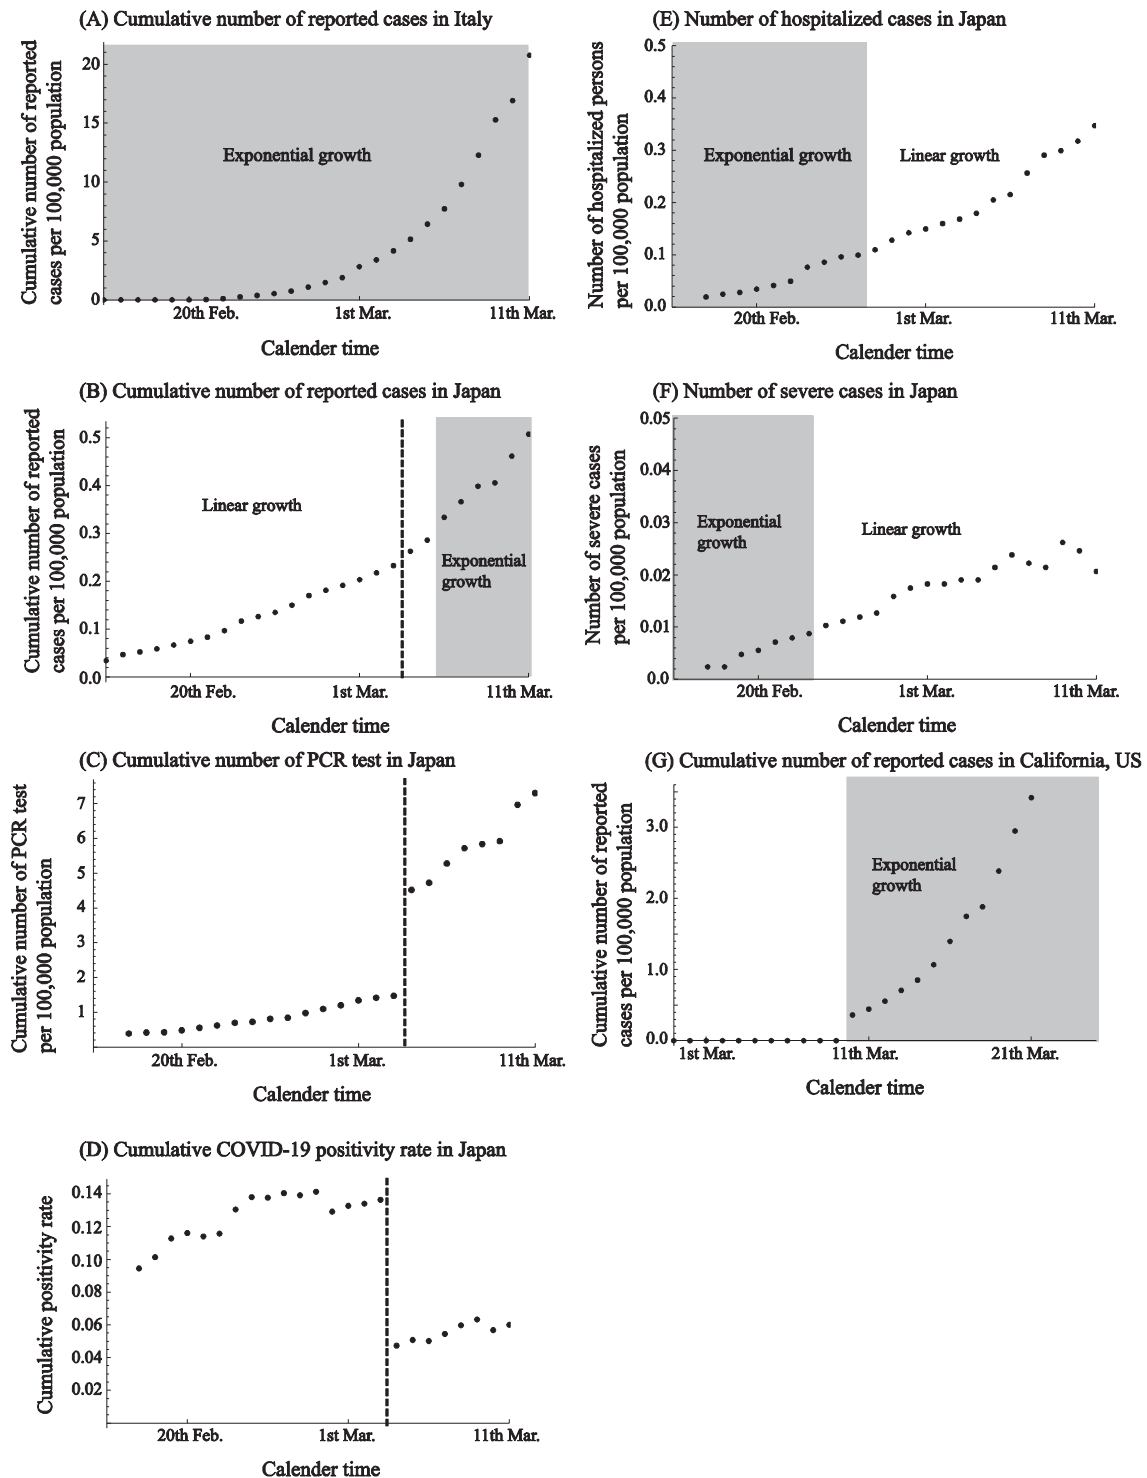 (A) Cumulative number of reported cases in Italy
Cumulative number of reported
cases per 100,000 population
20
15
10
5
0
Exponential growth
20th Feb.
1st Mar.
11th Mar.
Calender time
(B) Cumulative number of reported cases in Japan
Cumulative number of reported
cases per 100,000 population
0.5
0.4
0.3
0.2
0.1
0.0
Linear growth
Exponential
growth
20th Feb.
1st Mar.
11th Mar.
Calender time
(C) Cumulative number of PCR test in Japan
Cumulative number of PCR test
per 100,000 population
7
6
5
4
3
2
1
20th Feb.
1st Mar.
11th Mar.
Calender time
(D) Cumulative COVID-19 positivity rate in Japan
Cumulative positivity rate
0.14
0.12
0.10
0.08
0.06
0.04
0.02
20th Feb.
1st Mar.
11th Mar.
Calender time
(E) Number of hospitalized cases in Japan
Number of hospitalized persons
per 100,000 population
0.5
0.4
0.3
0.2
0.1
0.0
Exponential growth
Linear growth
20th Feb.
1st Mar.
11th Mar.
Calender time
(F) Number of severe cases in Japan
Number of severe cases
per 100,000 population
0.05
0.04
0.03
0.02
0.01
0.00
Exponential
growth
Linear growth
20th Feb.
1st Mar.
11th Mar.
Calender time
(G) Cumulative number of reported cases in California, US
Cumulative number of reported
cases per 100,000 population
3.0
2.0
1.0
0.0
Exponential
growth
1st Mar.
11th Mar.
21th Mar.
Calender time